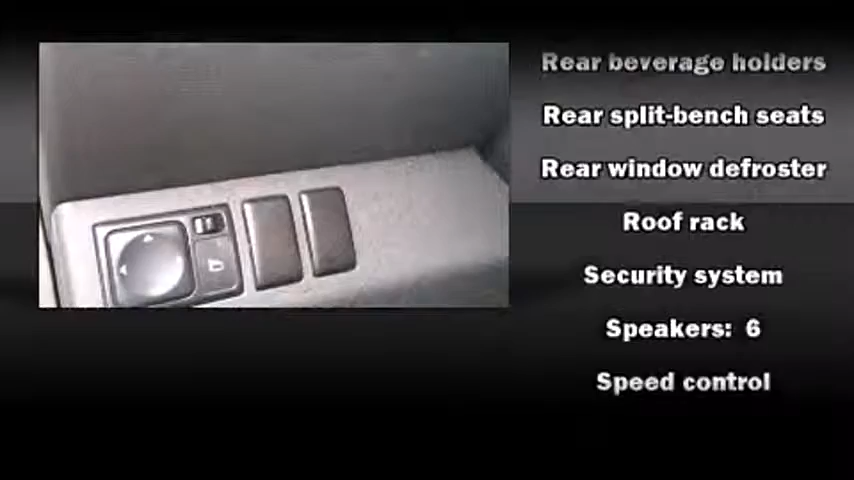 Rear beverage holders
Rear split-bench seats
Rear window defroster
Roof rack
Security system
Speakers: 6
Speed control